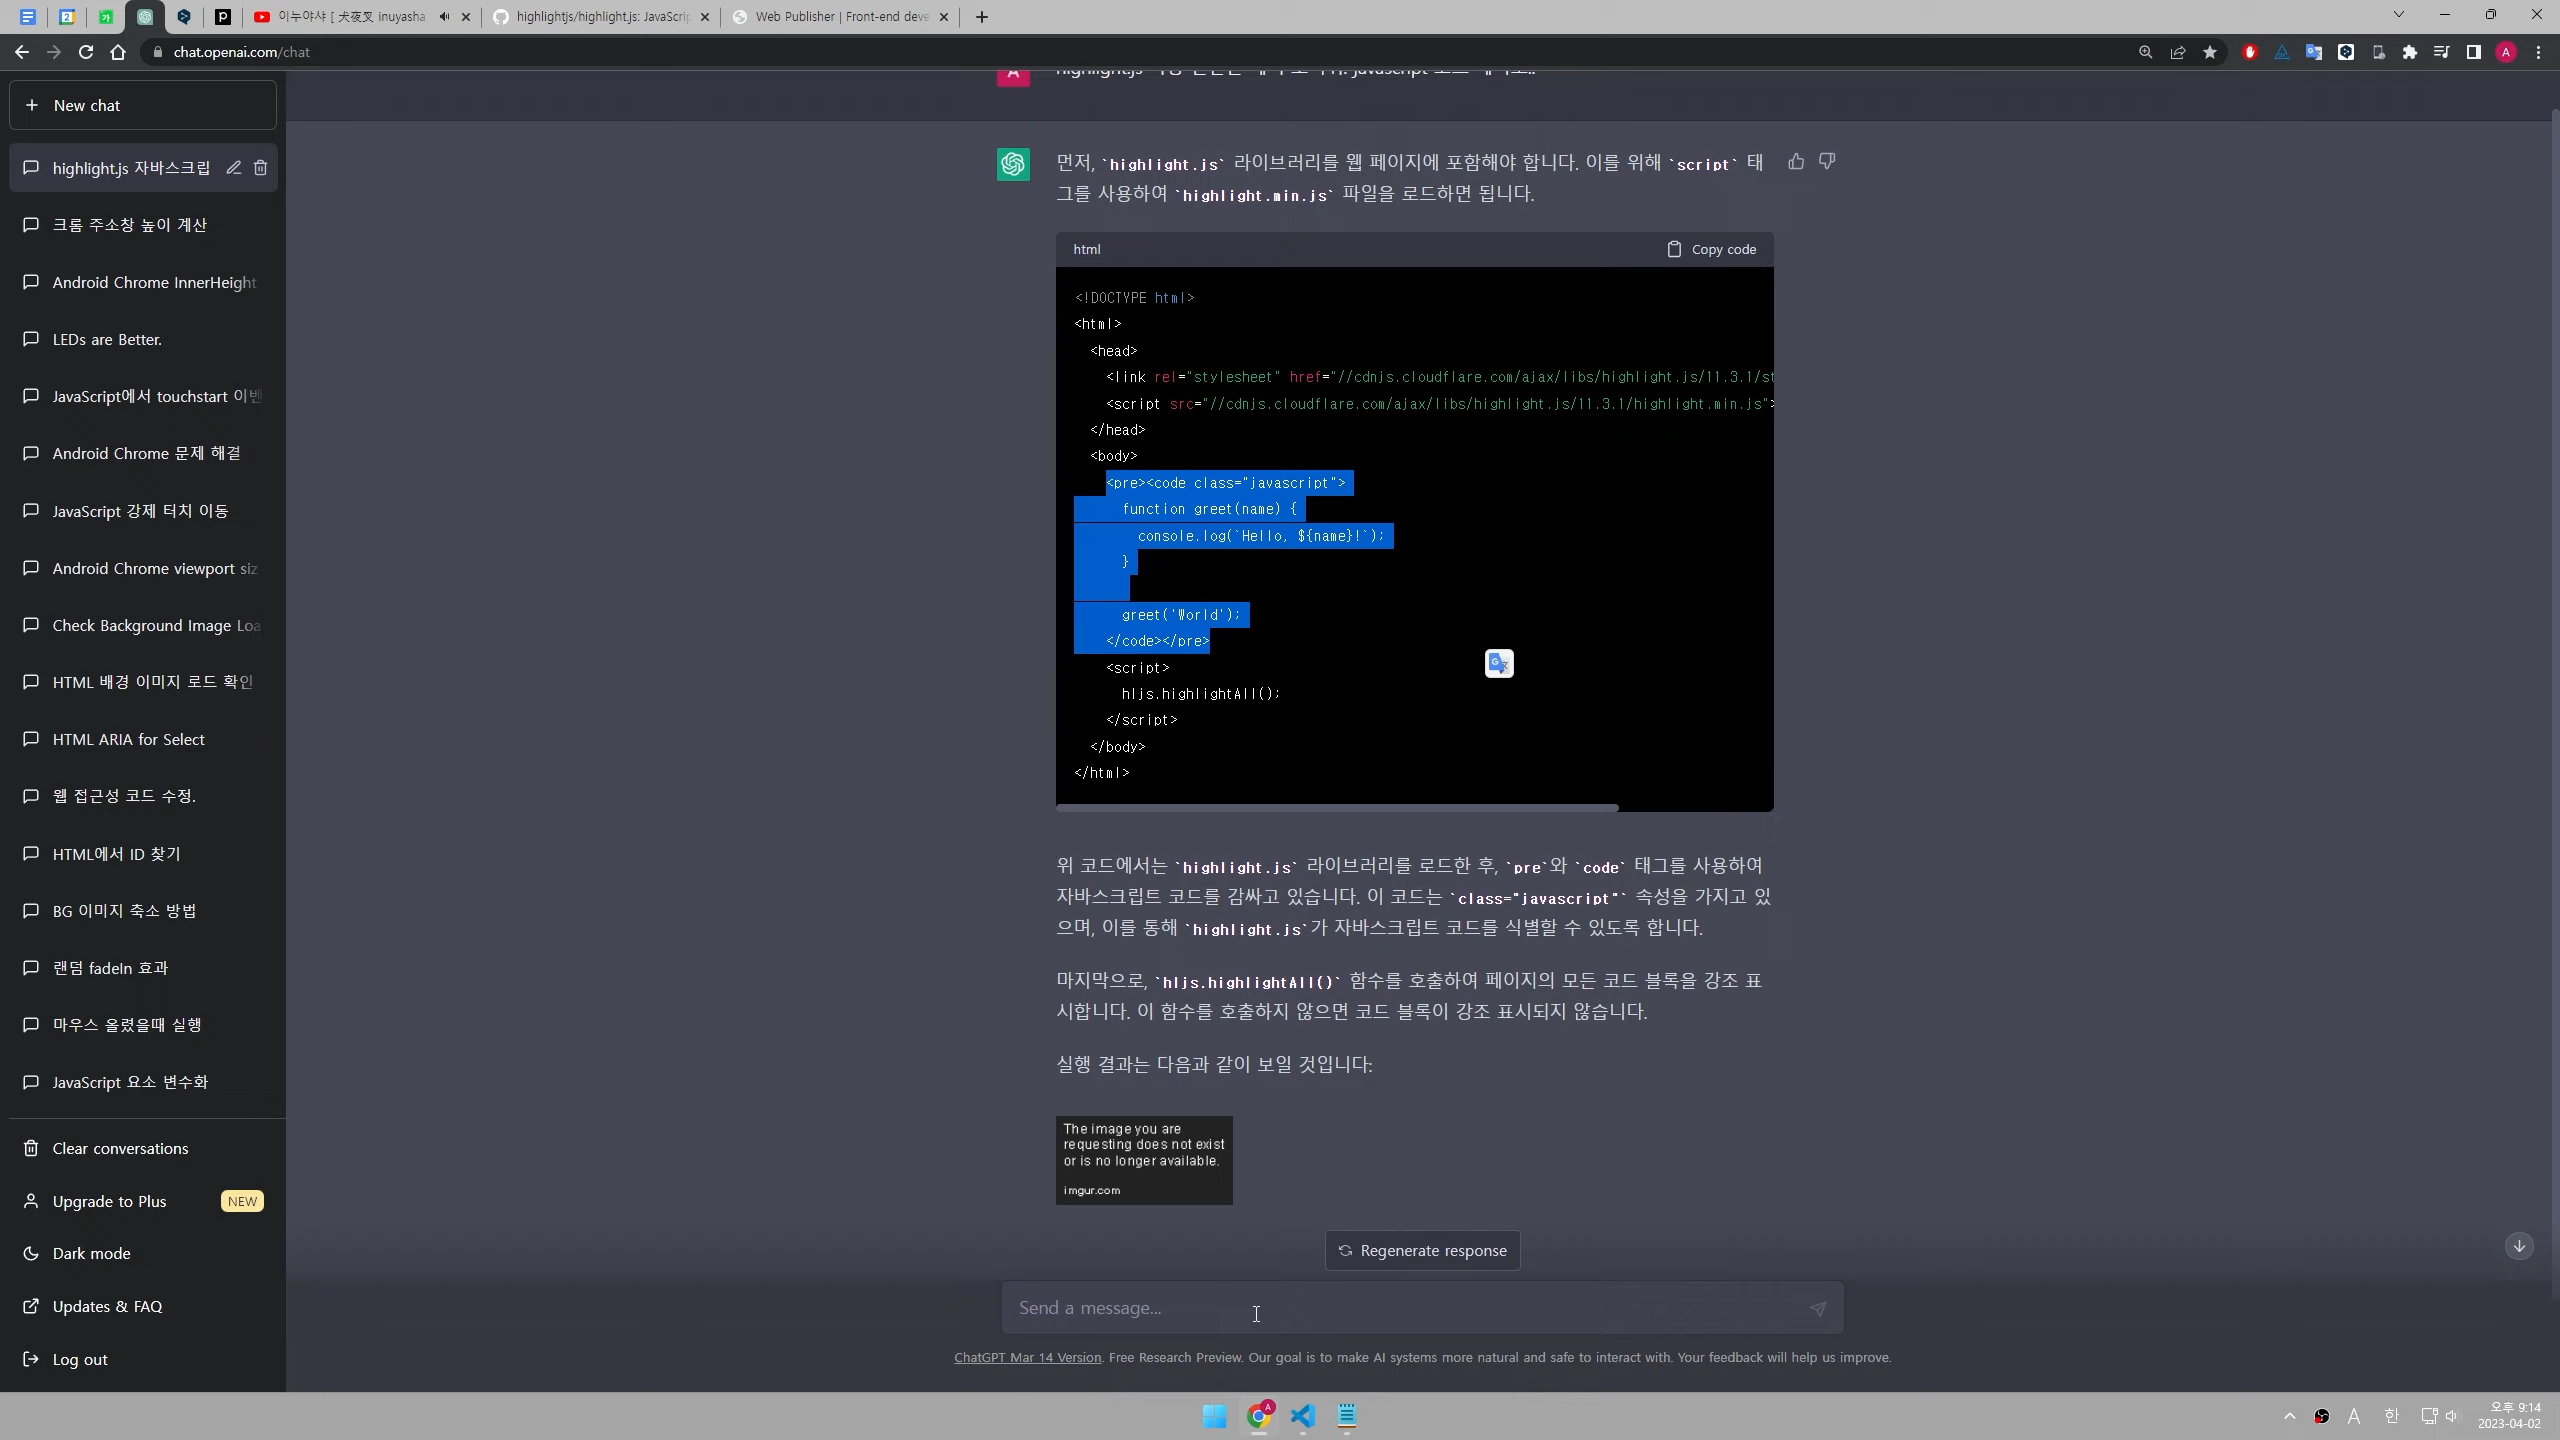 이누야샤 [ 犬夜叉 inuyasha
highlightjs/highlight.js: JavaScrip
Web Publisher | Front-end deve
chat.openai.com/chat
New chat
highlight.js 자바스크립
크롬 주소창 높이 계산
Android Chrome InnerHeight
LEDs are Better.
JavaScript에서 touchstart 이벤
Android Chrome 문제 해결
JavaScript 강제 터치 이동
Android Chrome viewport siz
Check Background Image Loa
HTML 배경 이미지 로드 확인
HTML ARIA for Select
웹 접근성 코드 수정.
HTML에서 ID 찾기
BG 이미지 축소 방법
랜덤 fadeIn 효과
마우스 올렸을때 실행
JavaScript 요소 변수화
Clear conversations
Upgrade to Plus NEW
Dark mode
Updates & FAQ
Log out
먼저, `highlight.js` 라이브러리를 웹 페이지에 포함해야 합니다. 이를 위해 `script` 태
그를 사용하여 `highlight.min.js` 파일을 로드하면 됩니다.
html Copy code
<!DOCTYPE html>
<html>
<head>
<link rel="stylesheet" href="//cdnjs.cloudflare.com/ajax/libs/highlight.js/11.3.1/st
<script src="//cdnjs.cloudflare.com/ajax/libs/highlight.js/11.3.1/highlight.min.js">
</head>
<body>
<pre><code class="javascript">
function greet(name) {
console.log(`Hello, ${name}!`);
}
greet('World');
</code></pre>
<script>
hljs.highlightAll();
</script>
</body>
</html>
위 코드에서는 `highlight.js` 라이브러리를 로드한 후, `pre`와 `code` 태그를 사용하여
자바스크립트 코드를 감싸고 있습니다. 이 코드는 `class="javascript"` 속성을 가지고 있
으며, 이를 통해 `highlight.js`가 자바스크립트 코드를 식별할 수 있도록 합니다.
마지막으로, `hljs.highlightAll()` 함수를 호출하여 페이지의 모든 코드 블록을 강조 표
시합니다. 이 함수를 호출하지 않으면 코드 블록이 강조 표시되지 않습니다.
실행 결과는 다음과 같이 보일 것입니다:
The image you are
requesting does not exist
or is no longer available.
imgur.com
Regenerate response
Send a message...
ChatGPT Mar 14 Version. Free Research Preview. Our goal is to make AI systems more natural and safe to interact with. Your feedback will help us improve.
A 한 오후 9:14
2023-04-02